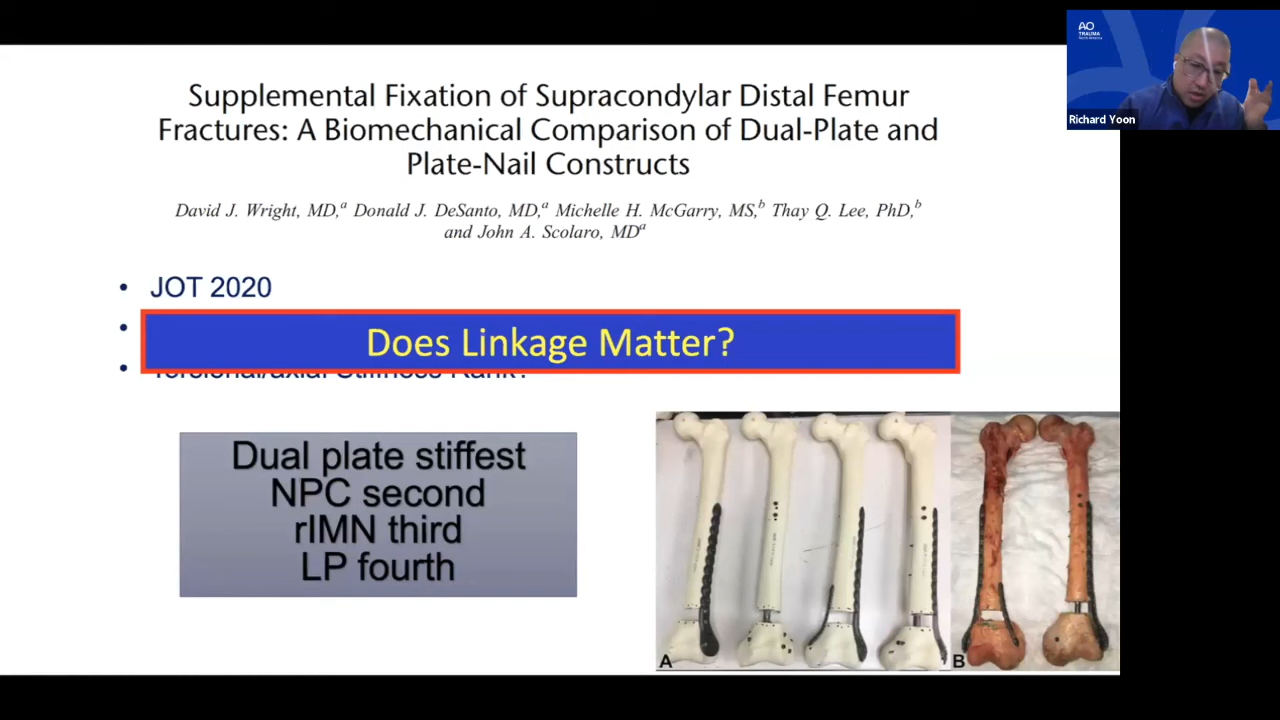 AO
TRAUMA
North America
Richard Yoon
Supplemental Fixation of Supracondylar Distal Femur
Fractures: A Biomechanical Comparison of Dual-Plate and
Plate-Nail Constructs
David J. Wright, MD,a Donald J. DeSanto, MD,a Michelle H. McGarry, MS,b Thay Q. Lee, PhD,b
and John A. Scolaro, MDa
• JOT 2020
•
Does Linkage Matter?
•
Dual plate stiffest
NPC second
rIMN third
LP fourth
A
B